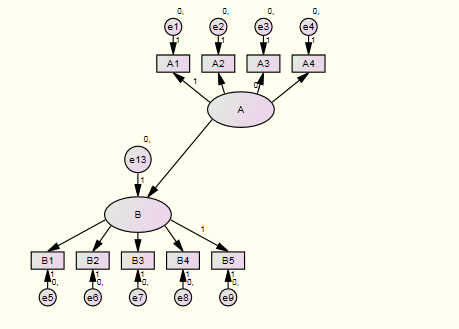 0, 0, 0, 0,
e1 e2 e3 e4
1 1 1 1
A1 A2 A3 A4
1 0,
A
0,
e13
1
B
1
B1 B2 B3 B4 B5
1 1 1 1 1
0, 0, 0, 0, 0,
e5 e6 e7 e8 e9